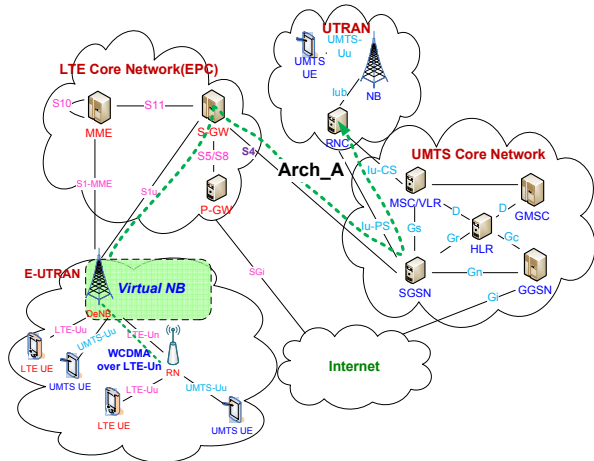 UTRAN
UMTS-
Uu
UMTS
UE
NB
Iub
RNC
LTE Core Network(EPC)
S10
S11
MME
S-GW
S5/S8
S4
P-GW
S1-MME
S1u
Arch_A
UMTS Core Network
Iu-CS
MSC/VLR
D
D
GMSC
HLR
Iu-PS
Gs
Gr
Gc
SGSN
Gn
GGSN
Gi
SGi
E-UTRAN
Virtual NB
DeNB
LTE-Uu
UMTS-Uu
LTE-Un
WCDMA
over LTE-Un
RN
LTE UE
UMTS UE
LTE-Uu
UMTS-Uu
LTE UE
UMTS UE
Internet